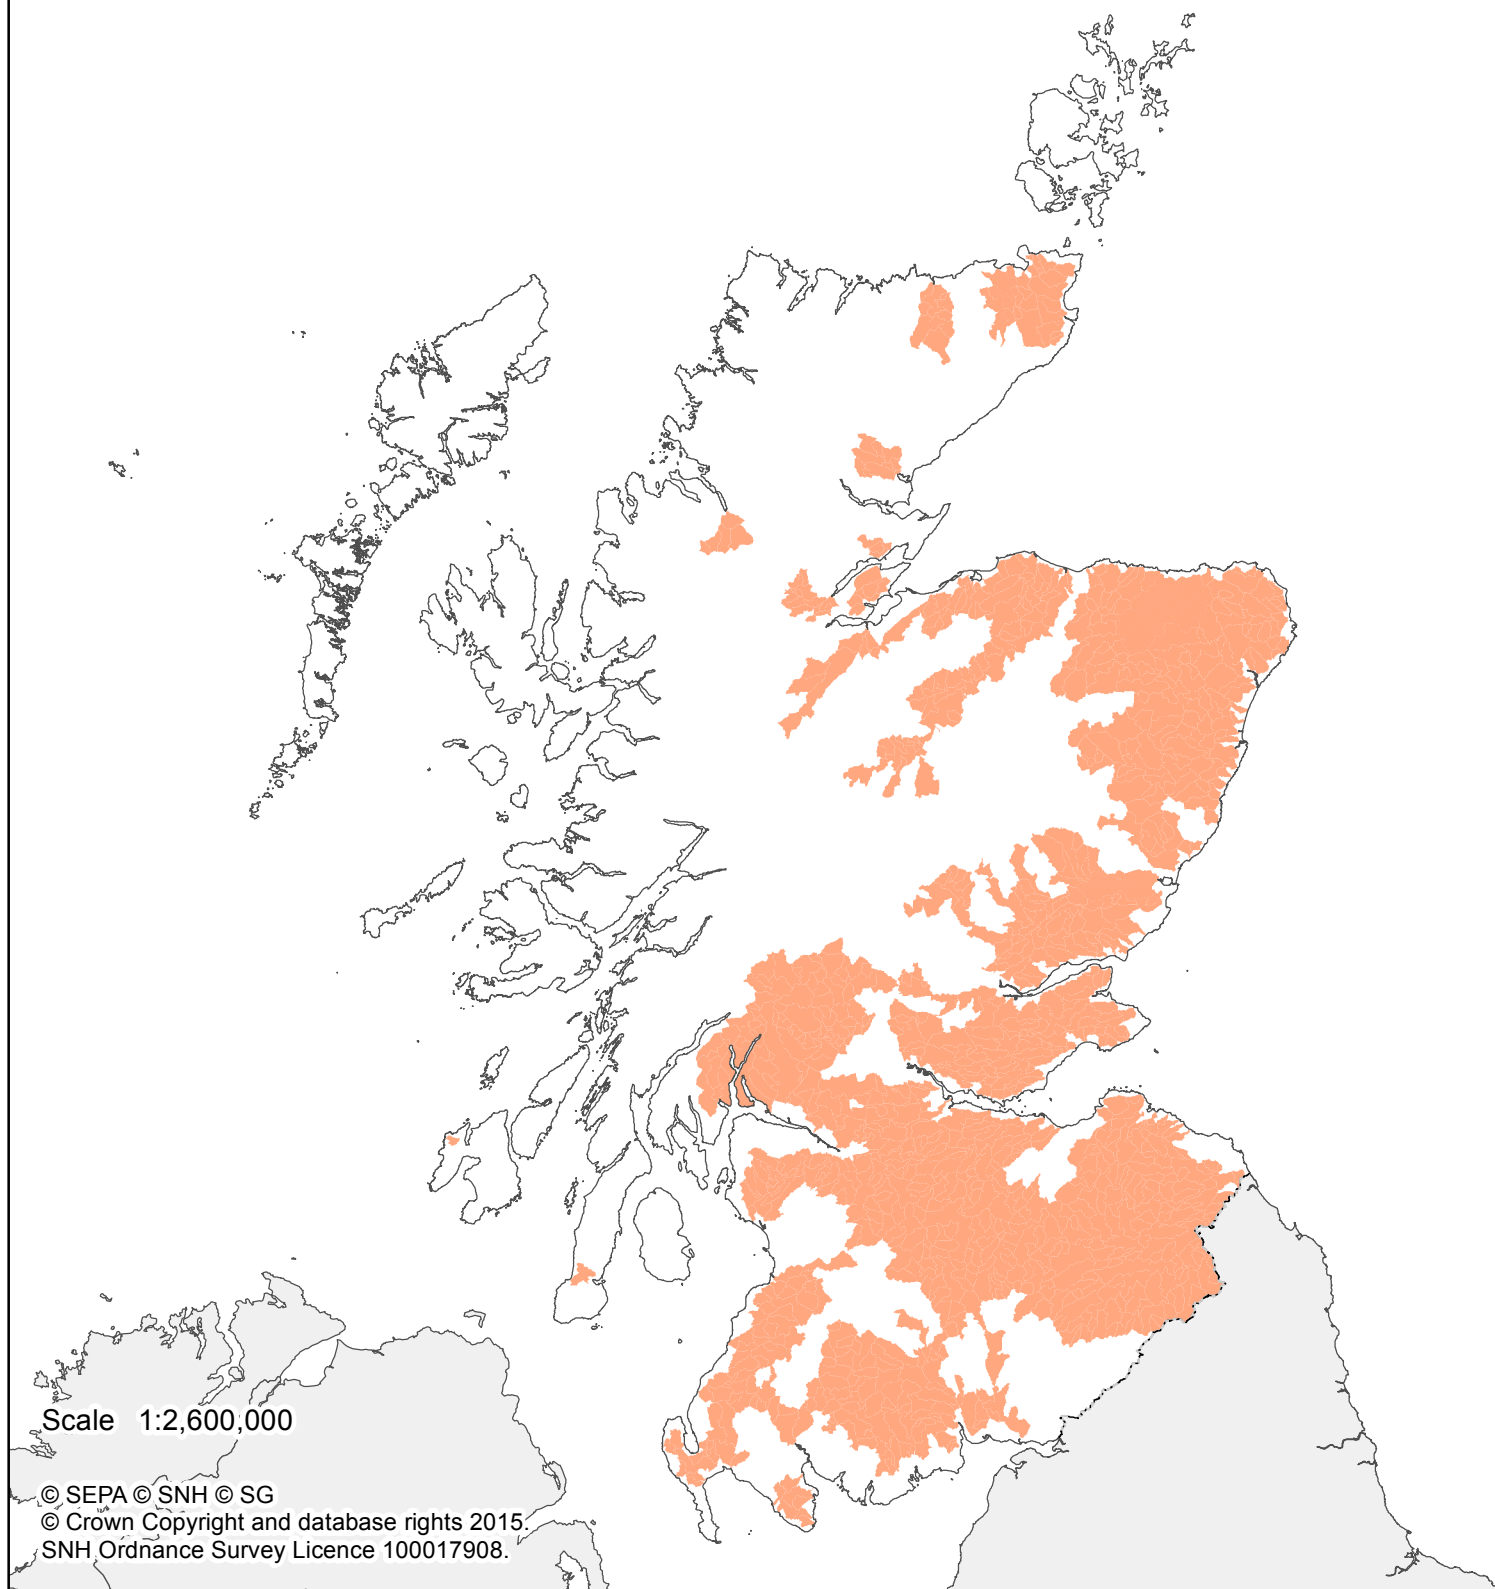 Scale 1:2,600,000
© SEPA © SNH © SG
© Crown Copyright and database rights 2015.
SNH Ordnance Survey Licence 100017908.